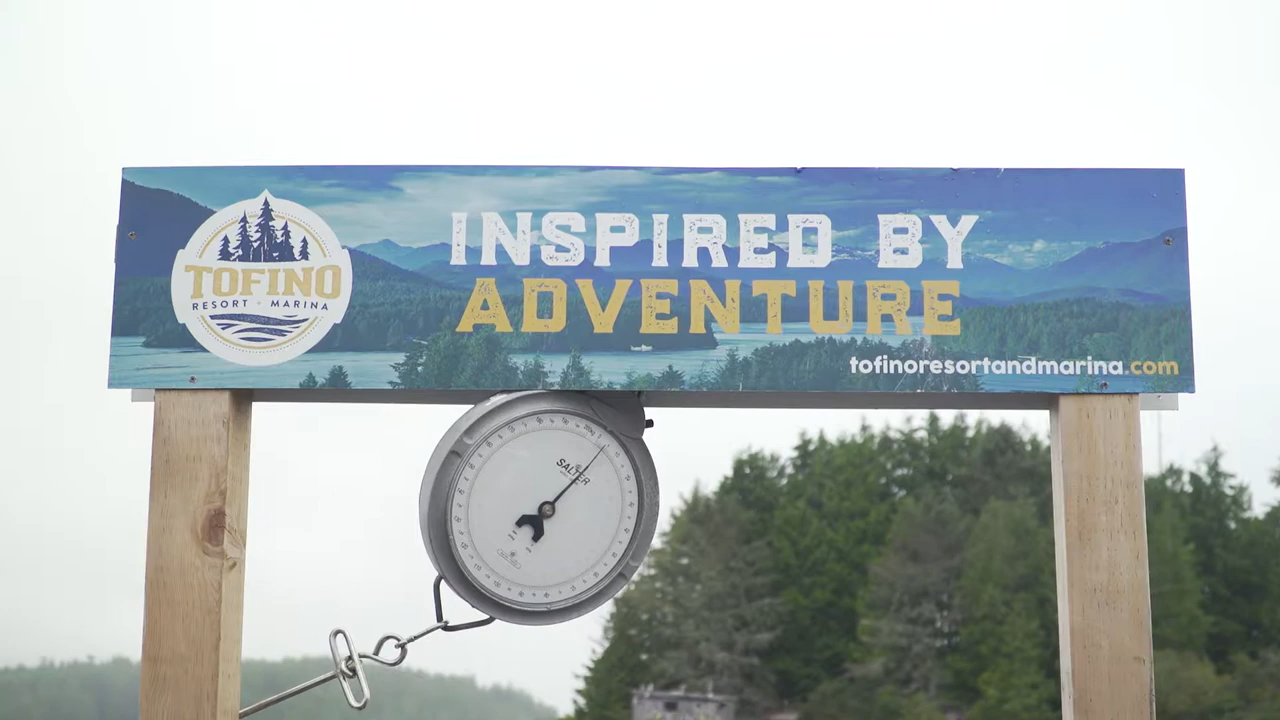 TOFINO
RESORT • MARINA
INSPIRED BY
ADVENTURE
tofinoresortandmarina.com
SALTER